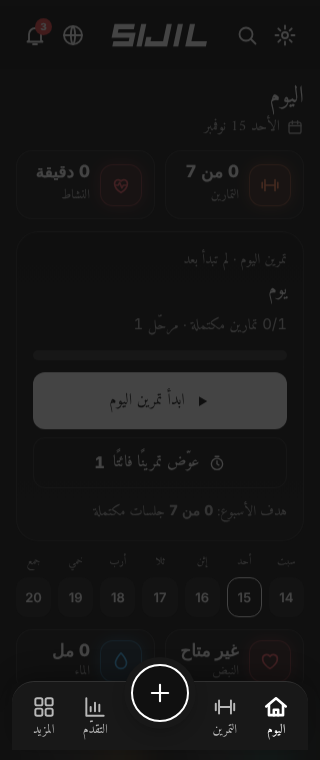 3
SIJIL
اليوم
الأحد 15 نوفمبر
0 من 7
التمارين
0 دقيقة
النشاط
تمرين اليوم · لم تبدأ بعد
يوم
0/1 تمارين مكتملة · مرحّل 1
ابدأ تمرين اليوم
عوّض تمرينًا فائتًا 1
هدف الأسبوع: 0 من 7 جلسات مكتملة
سبت أحد إثن ثلا أرب خمي جمع
14 15 16 17 18 19 20
غير متاح
النبض
0 مل
الماء
اليوم
التمرين
التقدّم
المزيد